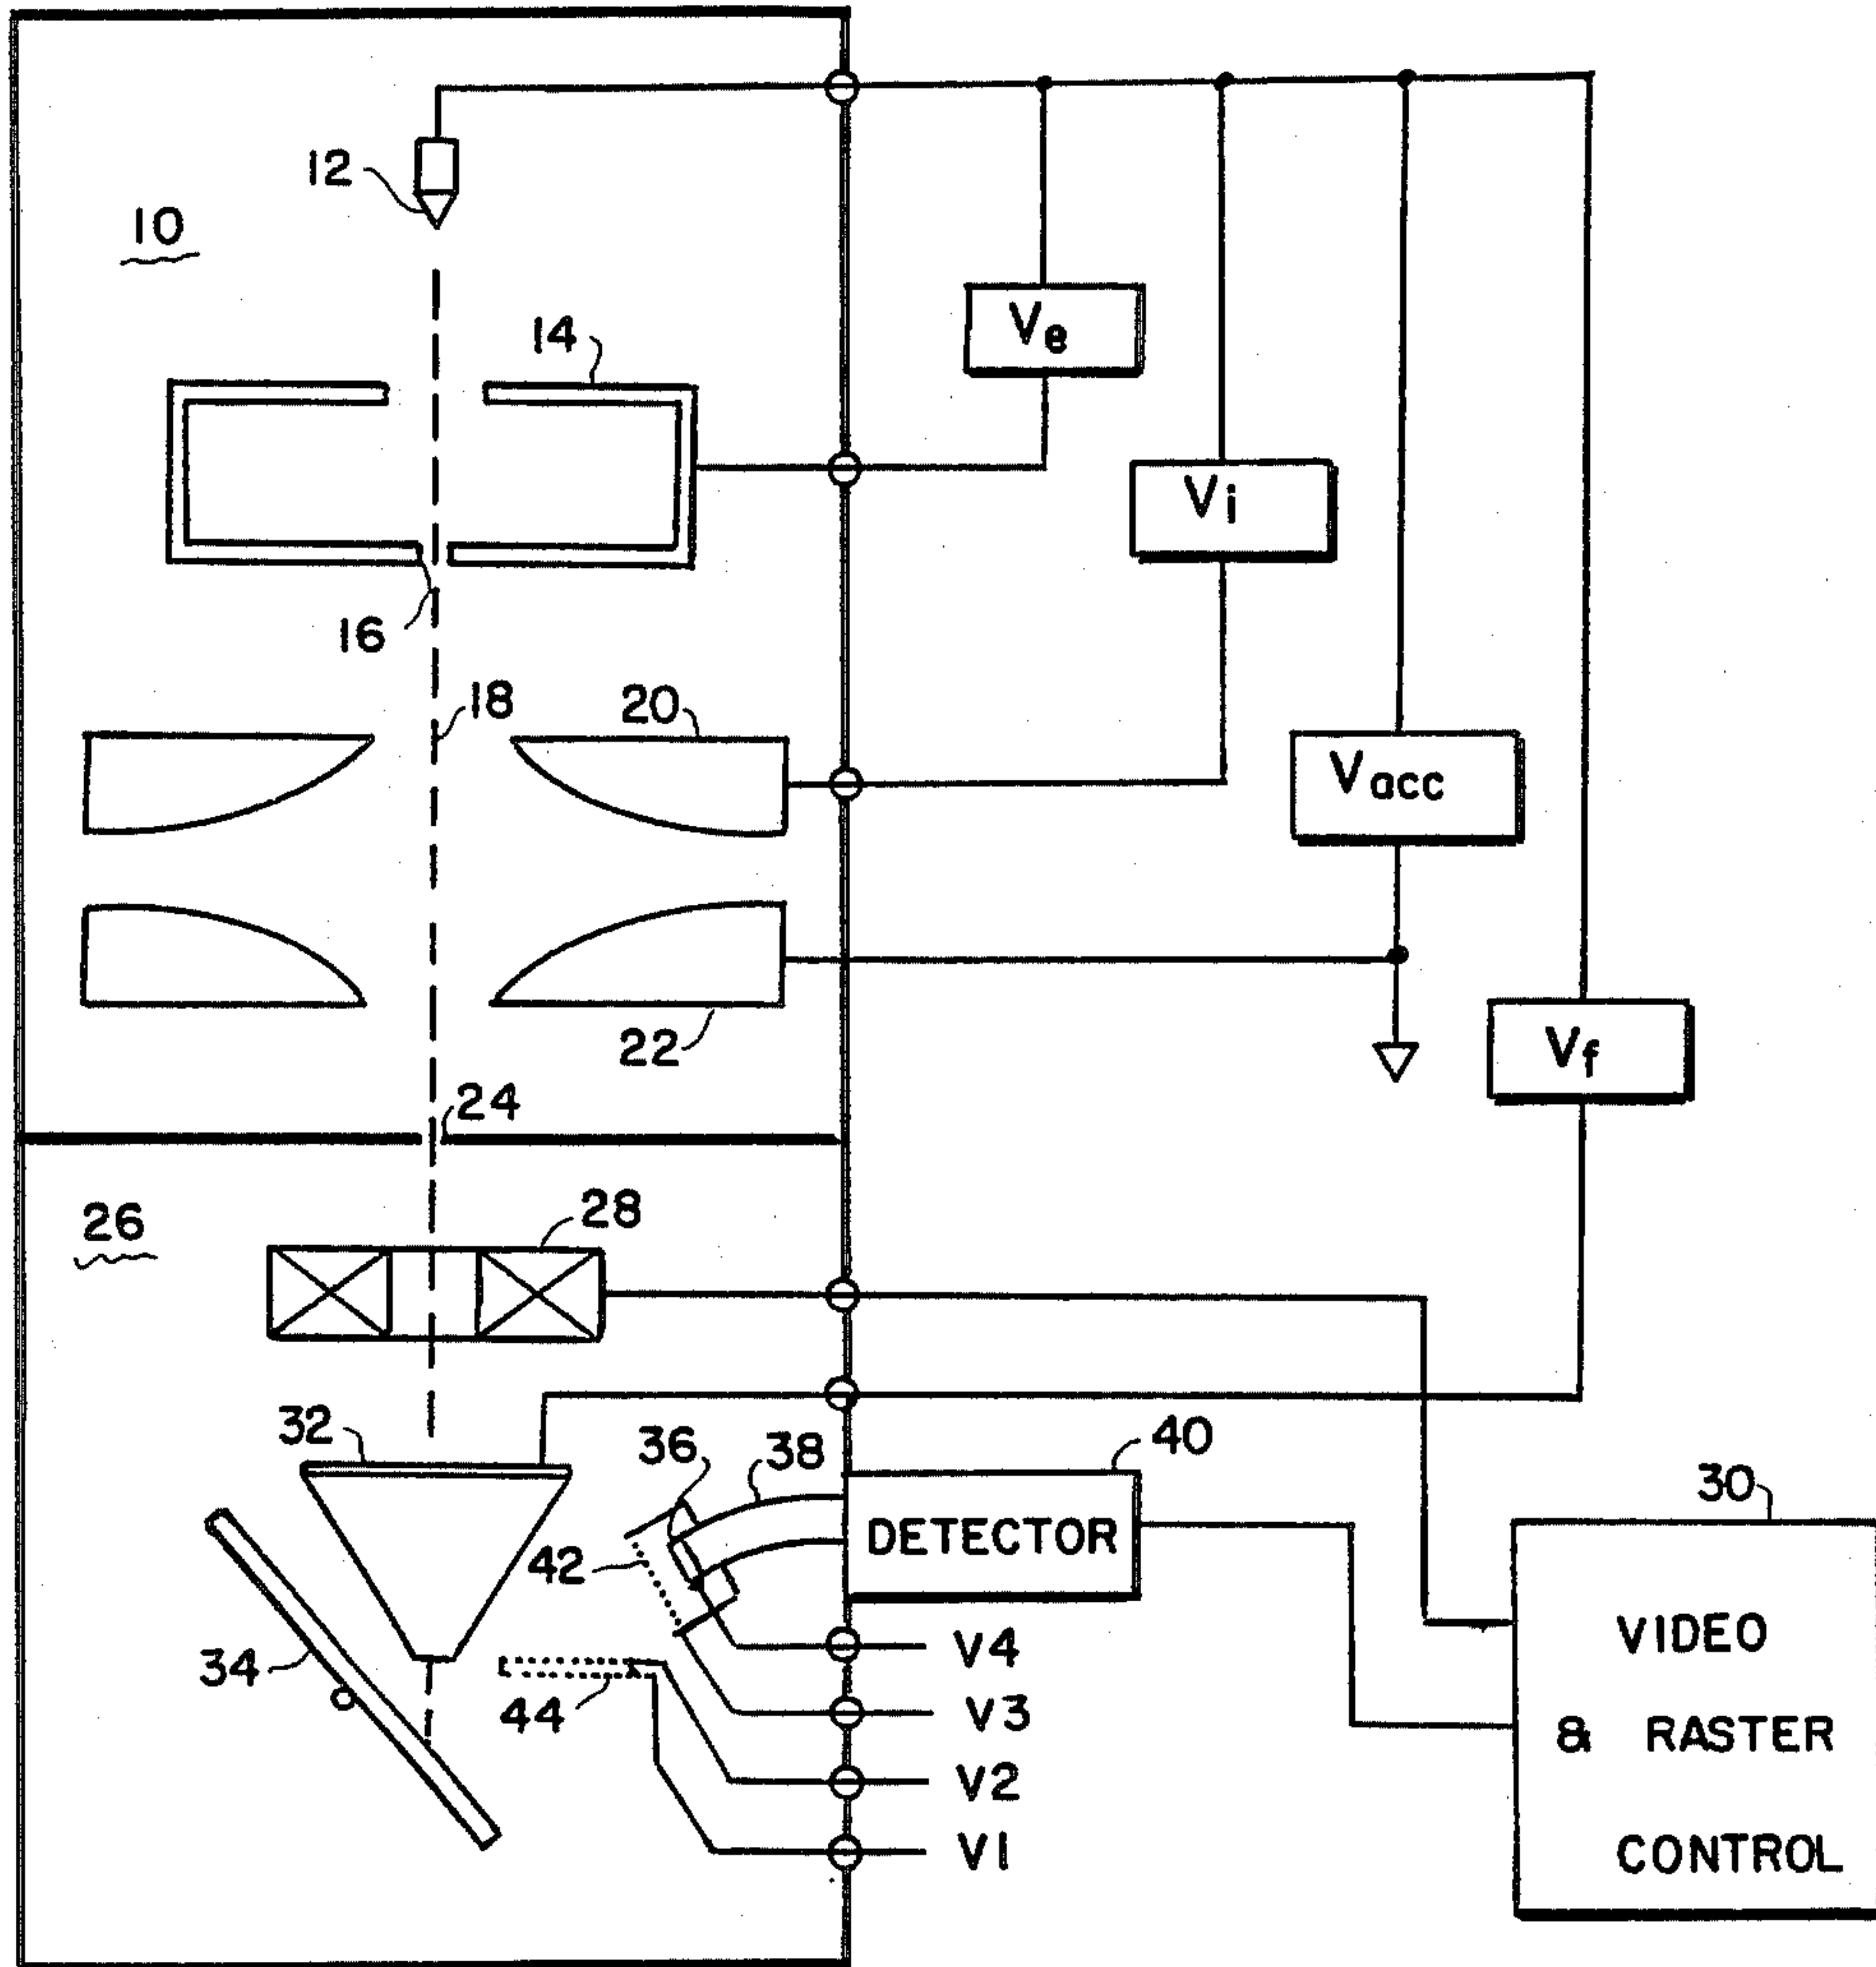 12
10
14
Ve
Vi
16
18
20
Vacc
22
Vf
24
26
28
32
36
38
40
30
DETECTOR
42
34
44
V4
V3
V2
V1
VIDEO
& RASTER
CONTROL